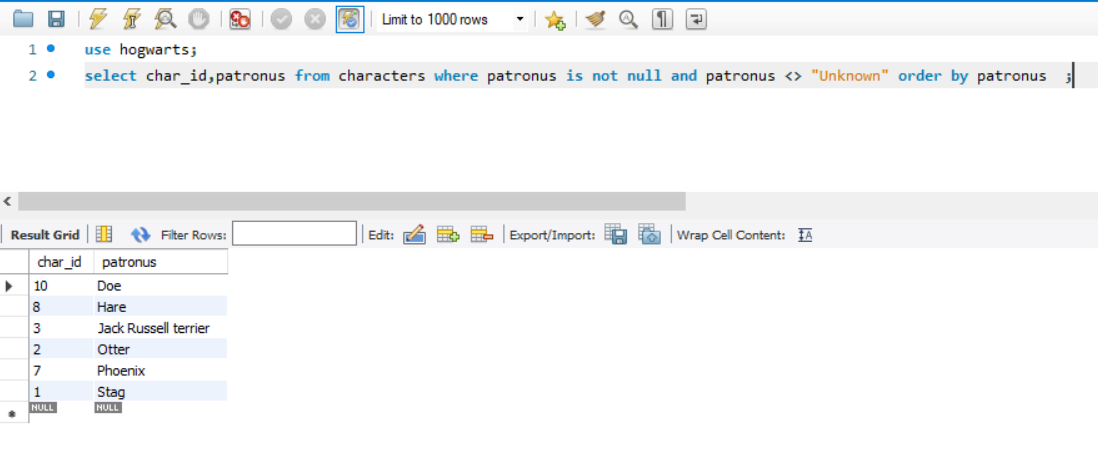 Limit to 1000 rows
1 use hogwarts;
2 select char_id,patronus from characters where patronus is not null and patronus <> "Unknown" order by patronus  ;
Result Grid Filter Rows: Edit: Export/Import: Wrap Cell Content: IA
char_id patronus
10 Doe
8 Hare
3 Jack Russell terrier
2 Otter
7 Phoenix
1 Stag
NULL NULL